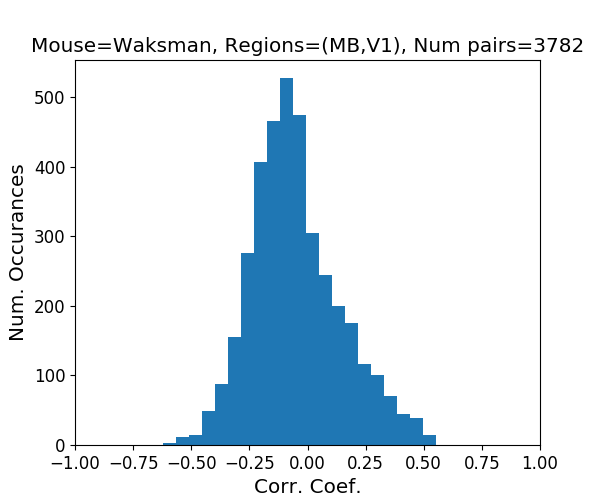 Mouse=Waksman, Regions=(MB,V1), Num pairs=3782
500
400
300
200
100
0
Num. Occurances
−1.00 −0.75 −0.50 −0.25 0.00 0.25 0.50 0.75 1.00
Corr. Coef.